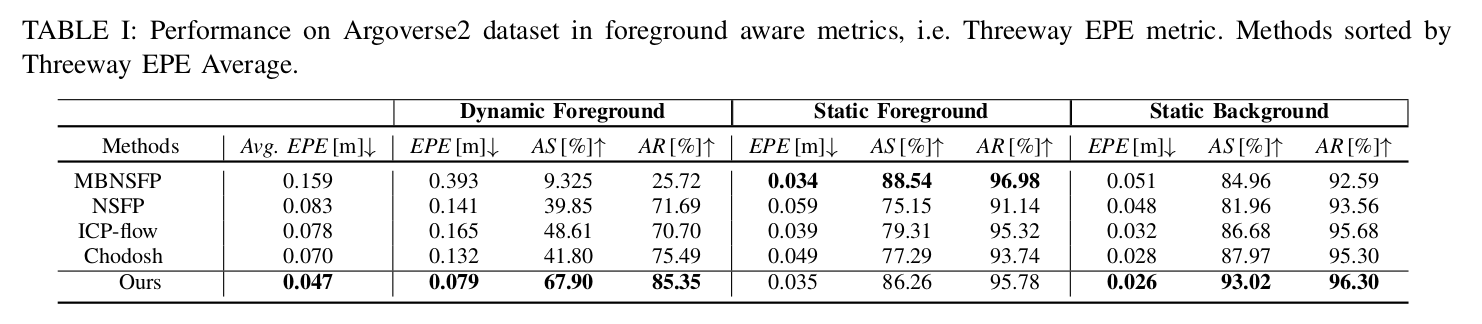 TABLE I: Performance on Argoverse2 dataset in foreground aware metrics, i.e. Threeway EPE metric. Methods sorted by
Threeway EPE Average.
Dynamic Foreground Static Foreground Static Background
Methods Avg. EPE [m]↓ EPE [m]↓ AS [%]↑ AR [%]↑ EPE [m]↓ AS [%]↑ AR [%]↑ EPE [m]↓ AS [%]↑ AR [%]↑
MBNSFP 0.159 0.393 9.325 25.72 0.034 88.54 96.98 0.051 84.96 92.59
NSFP 0.083 0.141 39.85 71.69 0.059 75.15 91.14 0.048 81.96 93.56
ICP-flow 0.078 0.165 48.61 70.70 0.039 79.31 95.32 0.032 86.68 95.68
Chodosh 0.070 0.132 41.80 75.49 0.049 77.29 93.74 0.028 87.97 95.30
Ours 0.047 0.079 67.90 85.35 0.035 86.26 95.78 0.026 93.02 96.30